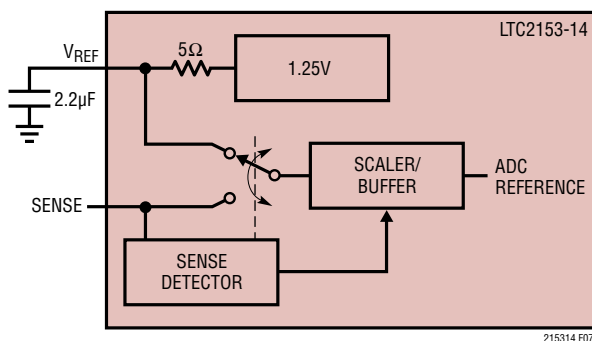 LTC2153-14
VREF
5Ω
1.25V
2.2µF
SCALER/
BUFFER
ADC
REFERENCE
SENSE
SENSE
DETECTOR
215314 F07